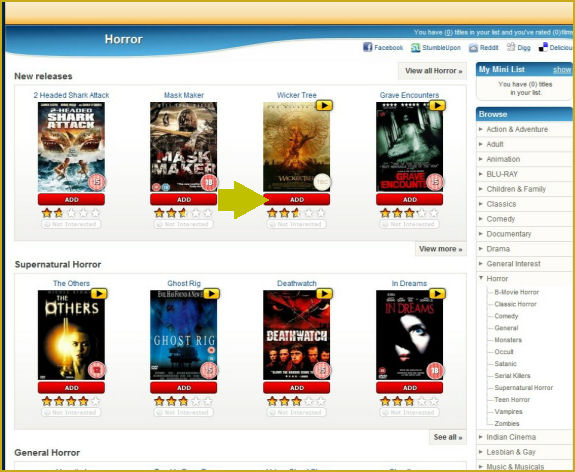 You have (0) titles in your list and you've rated (0)films
Horror
Facebook StumbleUpon Reddit Digg Delicious
New releases
View all Horror »
2 Headed Shark Attack
Mask Maker
Wicker Tree
Grave Encounters
2-HEADED
SHARK
ATTACK
MASK
MAKER
18
WICKER TREE
GRAVE
ENCOUNTERS
ADD
ADD
ADD
ADD
Not Interested
Not Interested
Not Interested
Not Interested
View more »
Supernatural Horror
The Others
Ghost Rig
Deathwatch
In Dreams
THE
OTHERS
EVIL HAS FOUND A NEW
GHOST RIG
DEATHWATCH
IN DREAMS
ADD
ADD
ADD
ADD
Not Interested
Not Interested
Not Interested
Not Interested
See all »
General Horror
My Mini List show
You have (0) titles
in your list.
Browse
Action & Adventure
Adult
Animation
BLU-RAY
Children & Family
Classics
Comedy
Documentary
Drama
General Interest
Horror
B-Movie Horror
Classic Horror
Comedy
General
Monsters
Occult
Satanic
Serial Killers
Supernatural Horror
Teen Horror
Vampires
Zombies
Indian Cinema
Lesbian & Gay
Music & Musicals